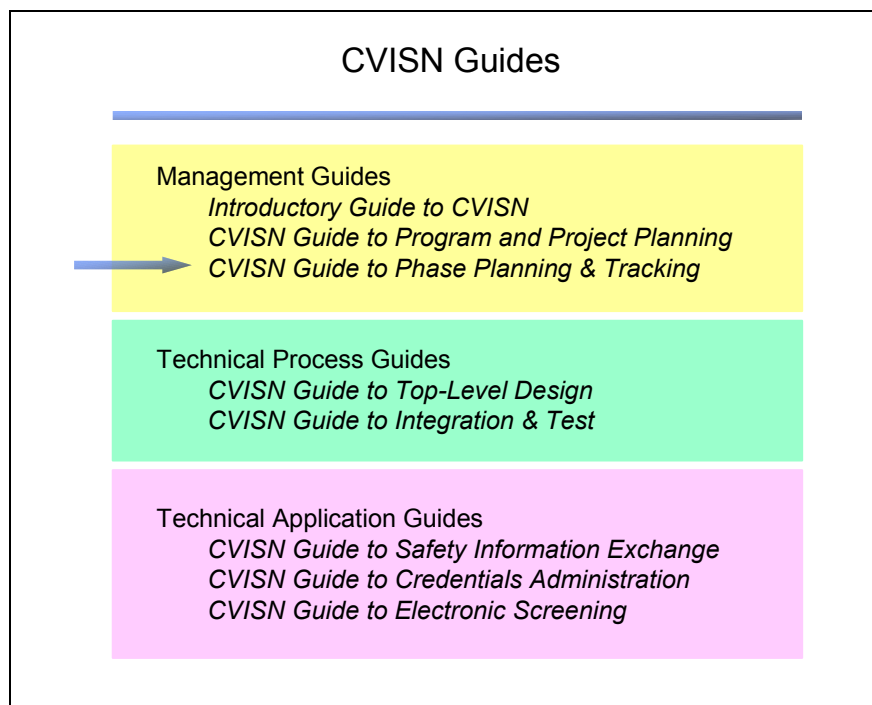 CVISN Guides
Management Guides
Introductory Guide to CVISN
CVISN Guide to Program and Project Planning
CVISN Guide to Phase Planning & Tracking
Technical Process Guides
CVISN Guide to Top-Level Design
CVISN Guide to Integration & Test
Technical Application Guides
CVISN Guide to Safety Information Exchange
CVISN Guide to Credentials Administration
CVISN Guide to Electronic Screening